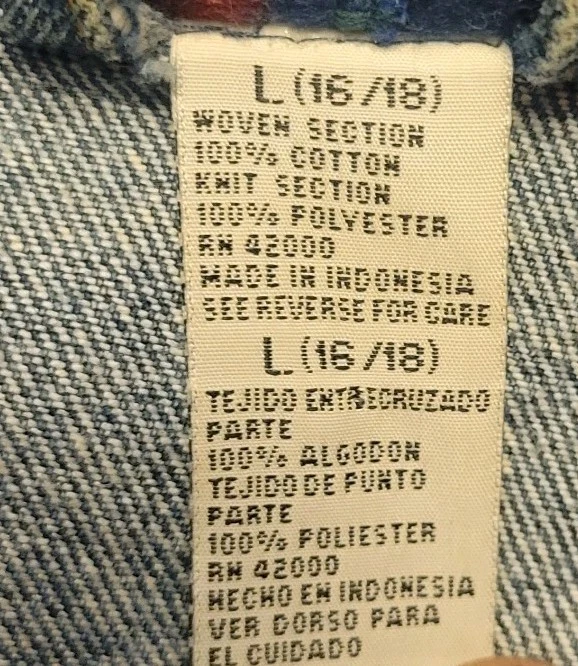 L (16/18)
WOVEN SECTION
100% COTTON
KNIT SECTION
100% POLYESTER
RN 42000
MADE IN INDONESIA
SEE REVERSE FOR CARE
L (16/18)
TEJIDO ENTRECRUZADO
PARTE
100% ALGODON
TEJIDO DE PUNTO
PARTE
100% POLIESTER
RN 42000
HECHO EN INDONESIA
VER DORSO PARA
EL CUIDADO